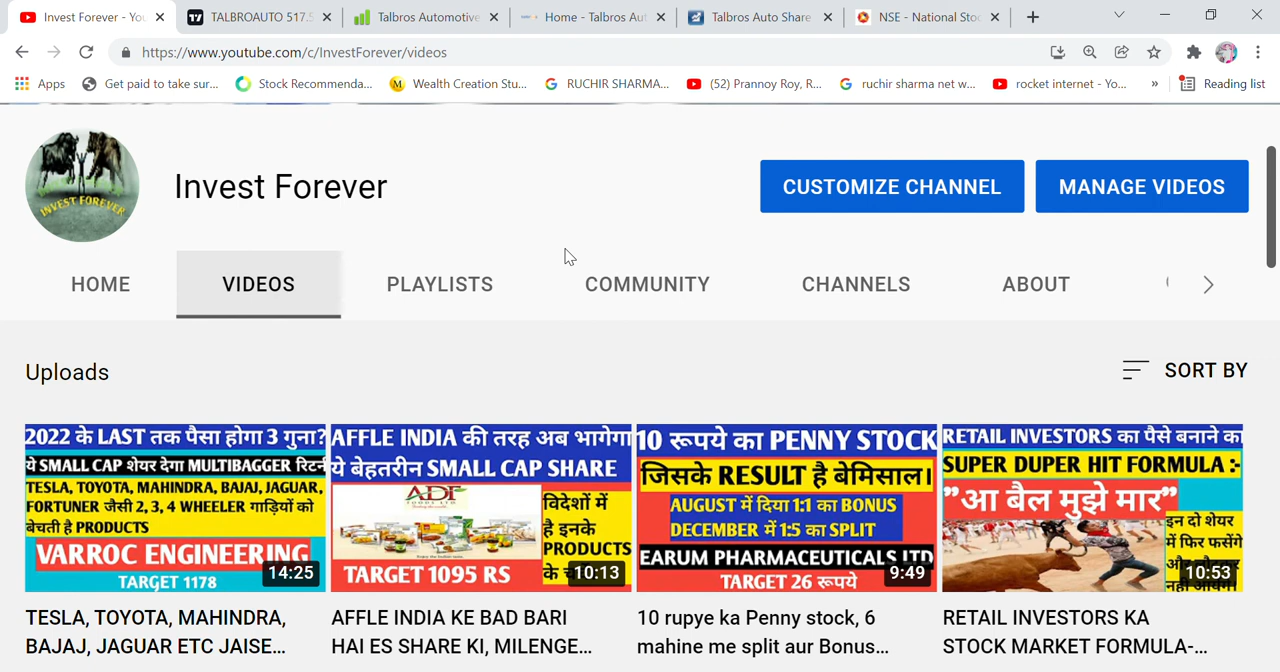 Invest Forever - You
TALBROAUTO 517.5
Talbros Automotive
Home - Talbros Aut
Talbros Auto Share
NSE - National Stoc
https://www.youtube.com/c/InvestForever/videos
Apps
Get paid to take sur...
Stock Recommenda...
Wealth Creation Stu...
RUCHIR SHARMA...
(52) Prannoy Roy, R...
ruchir sharma net w...
rocket internet - Yo...
»
Reading list
INVEST FOREVER
Invest Forever
CUSTOMIZE CHANNEL
MANAGE VIDEOS
HOME
VIDEOS
PLAYLISTS
COMMUNITY
CHANNELS
ABOUT
Uploads
SORT BY
2022 के LAST तक पैसा होगा 3 गुना?
ये SMALL CAP शेयर देगा MULTIBAGGER रिटर्न
TESLA, TOYOTA, MAHINDRA, BAJAJ, JAGUAR,
FORTUNER जैसी 2, 3, 4 WHEELER गाड़ियों को
बेचती है PRODUCTS
VARROC ENGINEERING
TARGET 1178
14:25
TESLA, TOYOTA, MAHINDRA,
BAJAJ, JAGUAR ETC JAISE...
AFFLE INDIA की तरह अब भागेगा
ये बेहतरीन SMALL CAP SHARE
ADF
FOODS LTD
विदेशों में
है इनके
PRODUCTS
के
TARGET 1095 RS
10:13
AFFLE INDIA KE BAD BARI
HAI ES SHARE KI, MILENGE...
10 रूपये का PENNY STOCK
जिसके RESULT है बेमिसाल।
AUGUST में दिया 1:1 का BONUS
DECEMBER में 1:5 का SPLIT
EARUM PHARMACEUTICALS LTD
TARGET 26 रूपये
9:49
10 rupye ka Penny stock, 6
mahine me split aur Bonus...
RETAIL INVESTORS का पैसे बनाने का
SUPER DUPER HIT FORMULA :-
"आ बैल मुझे मार"
इन दो शेयर
में फिर फसेंगे
नही आयेंगे।
10:53
RETAIL INVESTORS KA
STOCK MARKET FORMULA-...